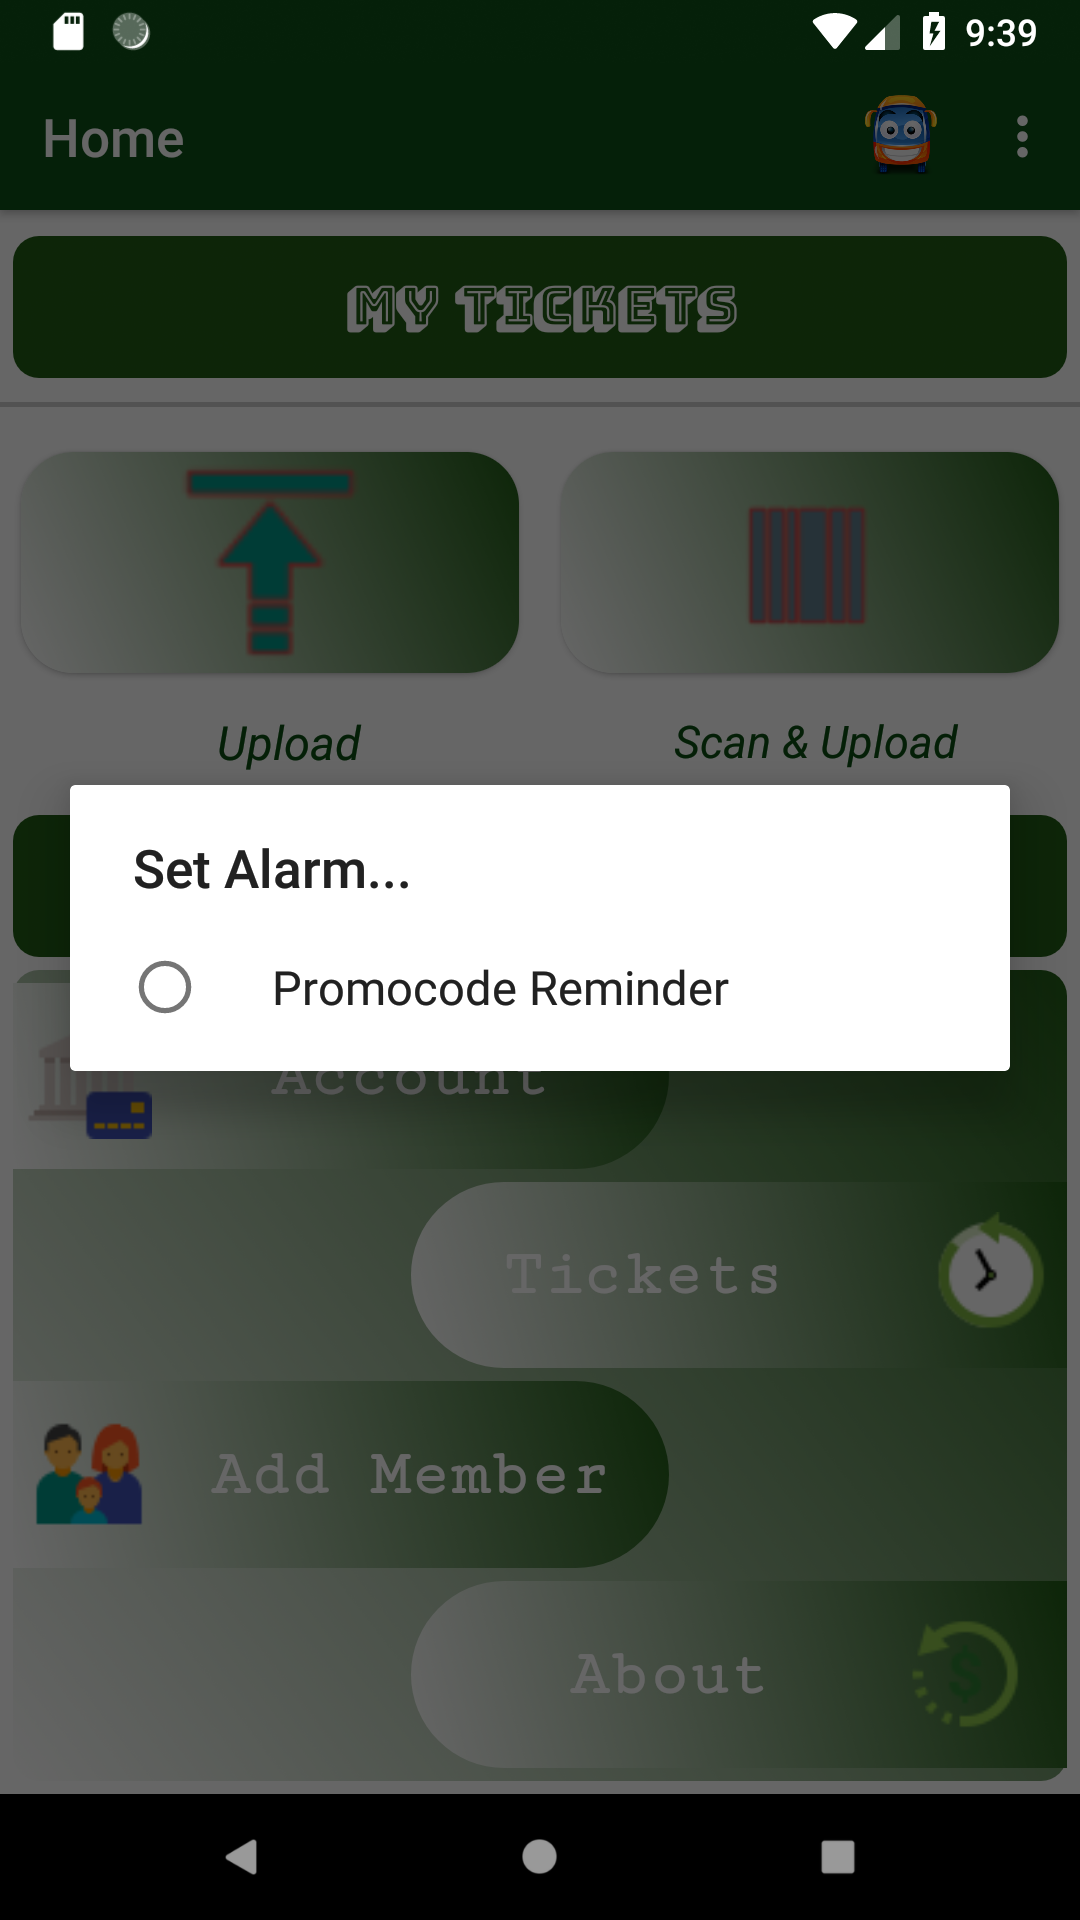 9:39
Home
MY TICKETS
Upload
Scan & Upload
Set Alarm...
Promocode Reminder
Account
Tickets
Add Member
About